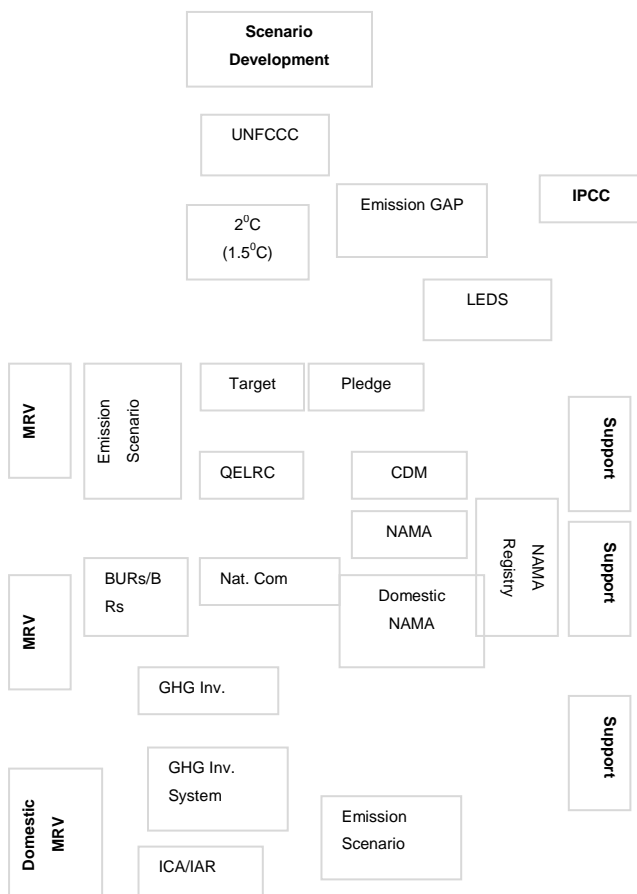 Scenario
Development
UNFCCC
Emission GAP
IPCC
2⁰C
(1.5⁰C)
LEDS
MRV
Emission
Scenario
Target
Pledge
Support
QELRC
CDM
NAMA
NAMA
Registry
Support
MRV
BURs/B
Rs
Nat. Com
Domestic
NAMA
GHG Inv.
Support
GHG Inv.
System
Domestic
MRV
Emission
Scenario
ICA/IAR